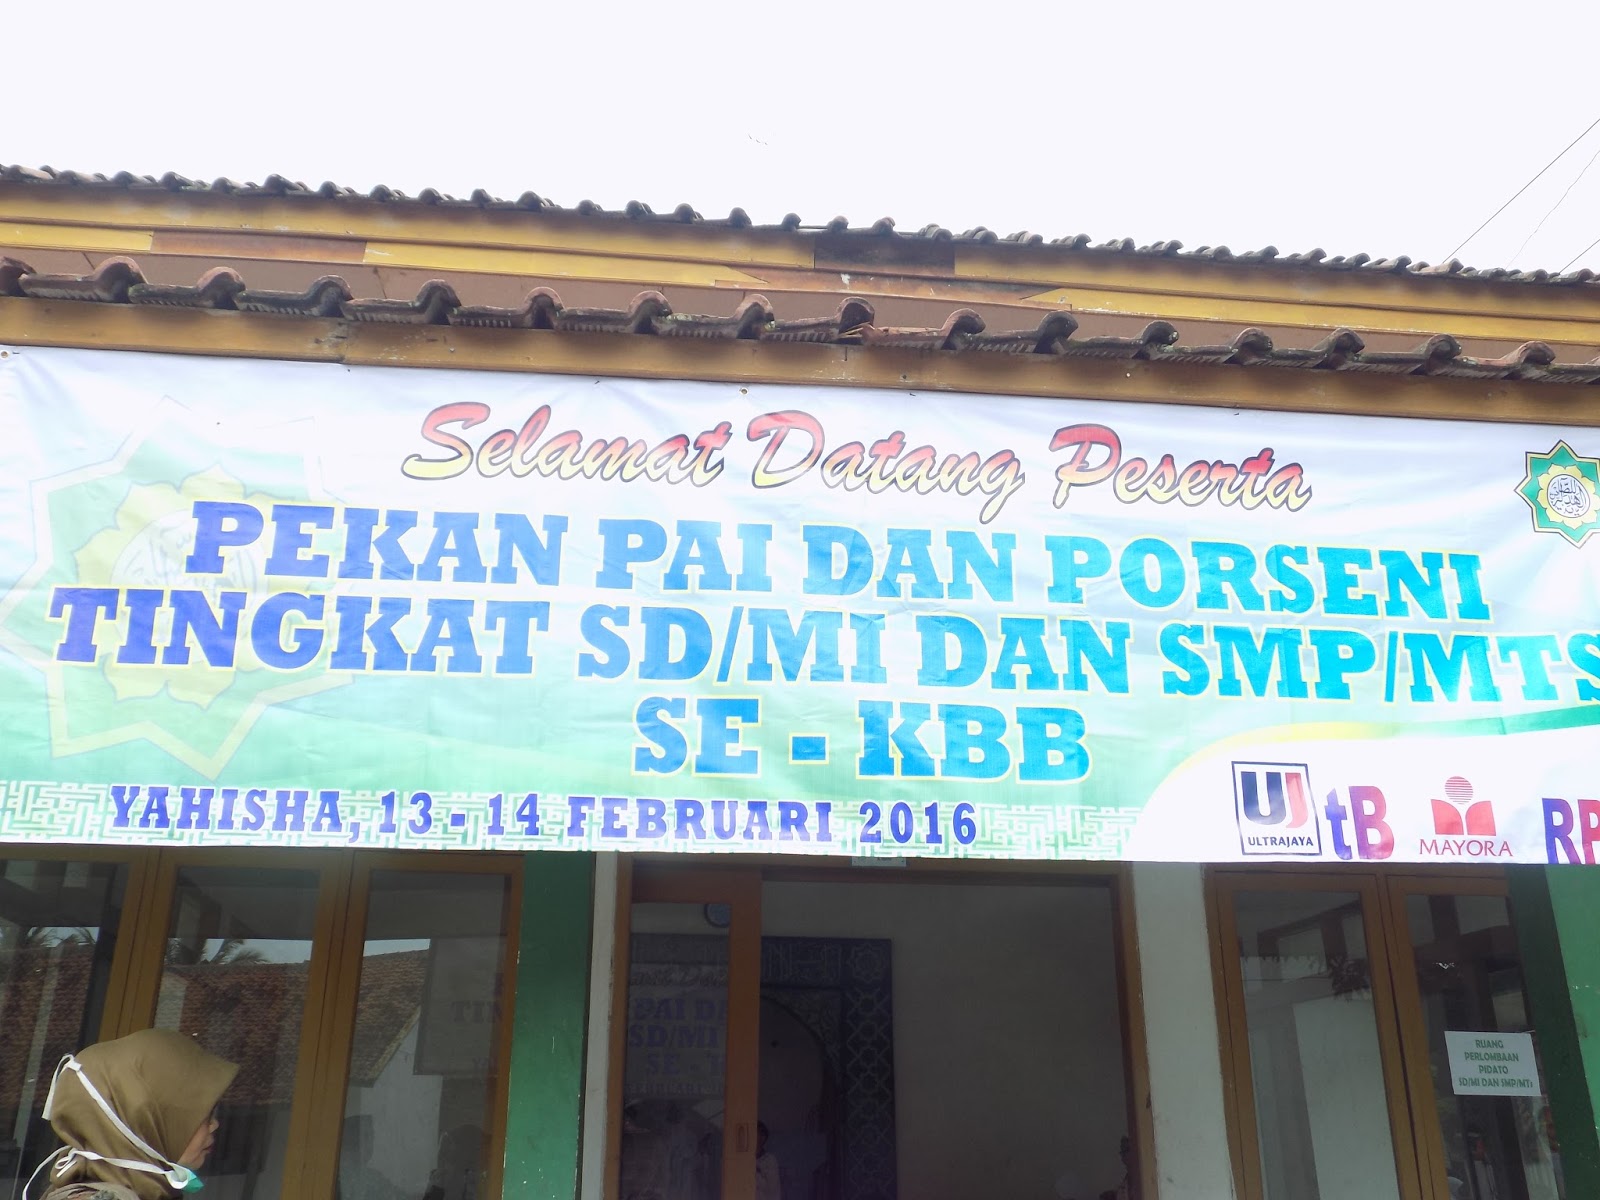 Selamat Datang Peserta
PEKAN PAI DAN PORSENI
TINGKAT SD/MI DAN SMP/MTS
SE - KBB
YAHISHA, 13 - 14 FEBRUARI 2016
UJ
ULTRAJAYA
tB
MAYORA
RP
RUANG
PERLOMBAAN
PIDATO
SD/MI DAN SMP/MTs